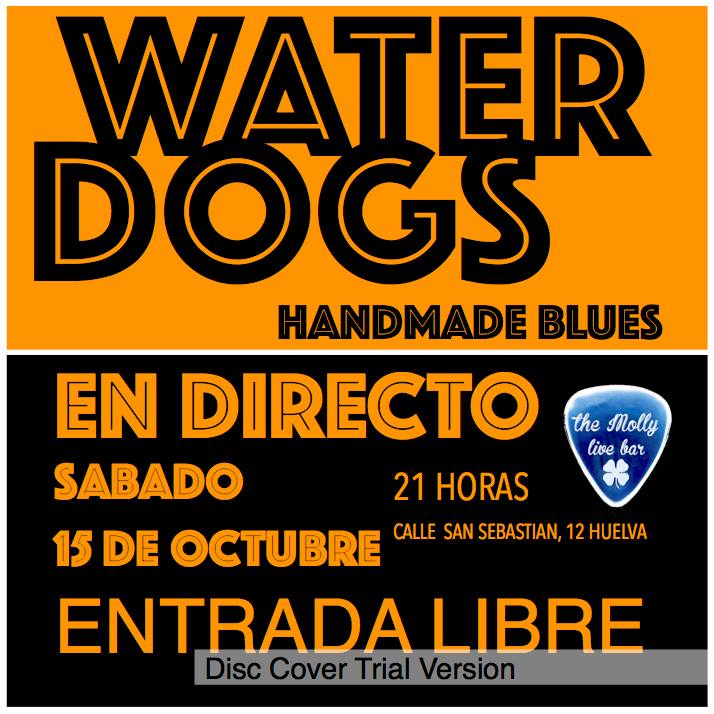 WATER
DOGS
HANDMADE BLUES
EN DIRECTO
the Molly
live bar
SABADO
21 HORAS
15 DE OCTUBRE
CALLE SAN SEBASTIAN, 12 HUELVA
ENTRADA LIBRE
Disc Cover Trial Version